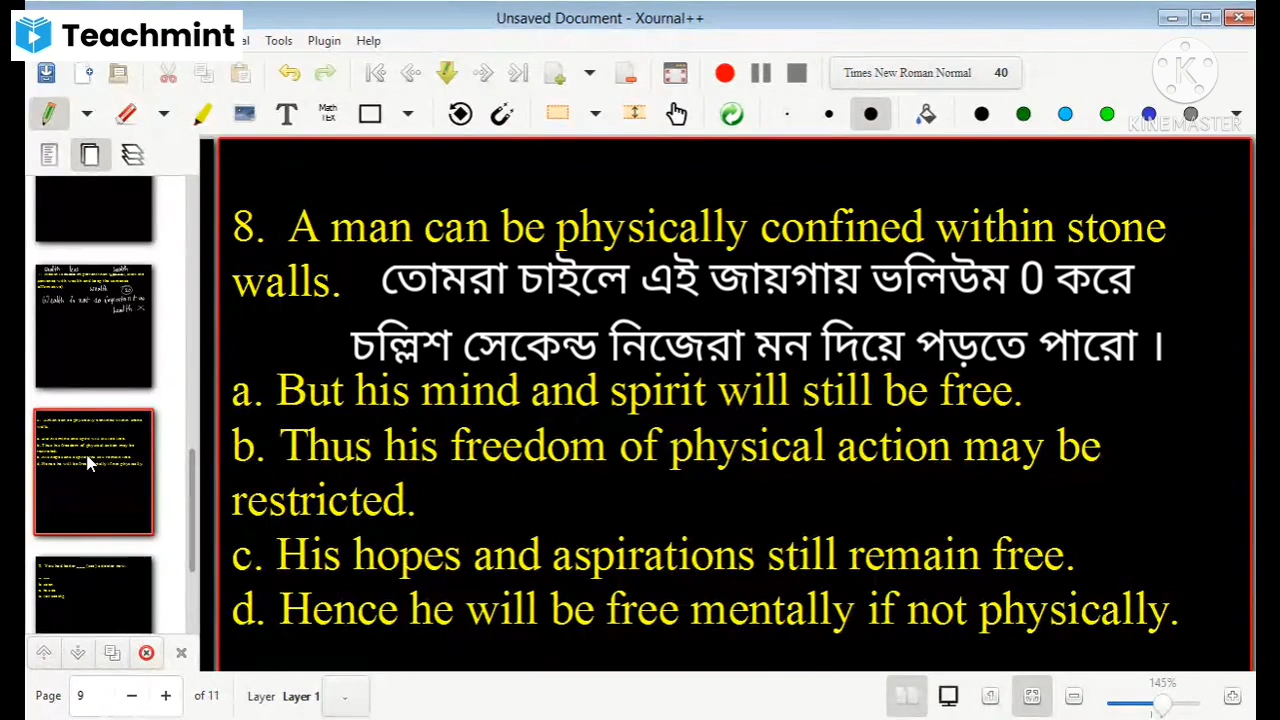 Unsaved Document - Xournal++
Teachmint
Tools Plugin Help
Times New Roman Normal 40
KINEMASTER
8. A man can be physically confined within stone
walls.
তোমরা চাইলে এই জায়গায় ভলিউম 0 করে
চল্লিশ সেকেন্ড নিজেরা মন দিয়ে পড়তে পারো ।
a. But his mind and spirit will still be free.
b. Thus his freedom of physical action may be
restricted.
c. His hopes and aspirations still remain free.
d. Hence he will be free mentally if not physically.
Page 9 of 11 Layer Layer 1 145%